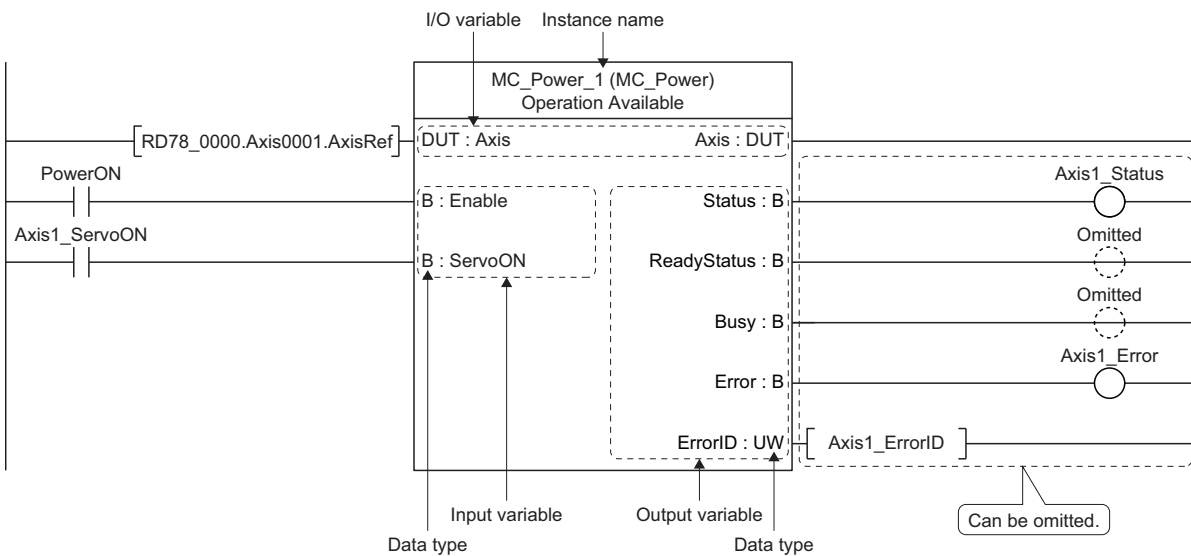 I/O variable Instance name
MC_Power_1 (MC_Power)
Operation Available
RD78_0000.Axis0001.AxisRef DUT : Axis Axis : DUT
PowerON Axis1_Status
B : Enable Status : B
Axis1_ServoON Omitted
B : ServoON ReadyStatus : B
Omitted
Busy : B
Axis1_Error
Error : B
ErrorID : UW Axis1_ErrorID
Input variable Output variable Can be omitted.
Data type Data type